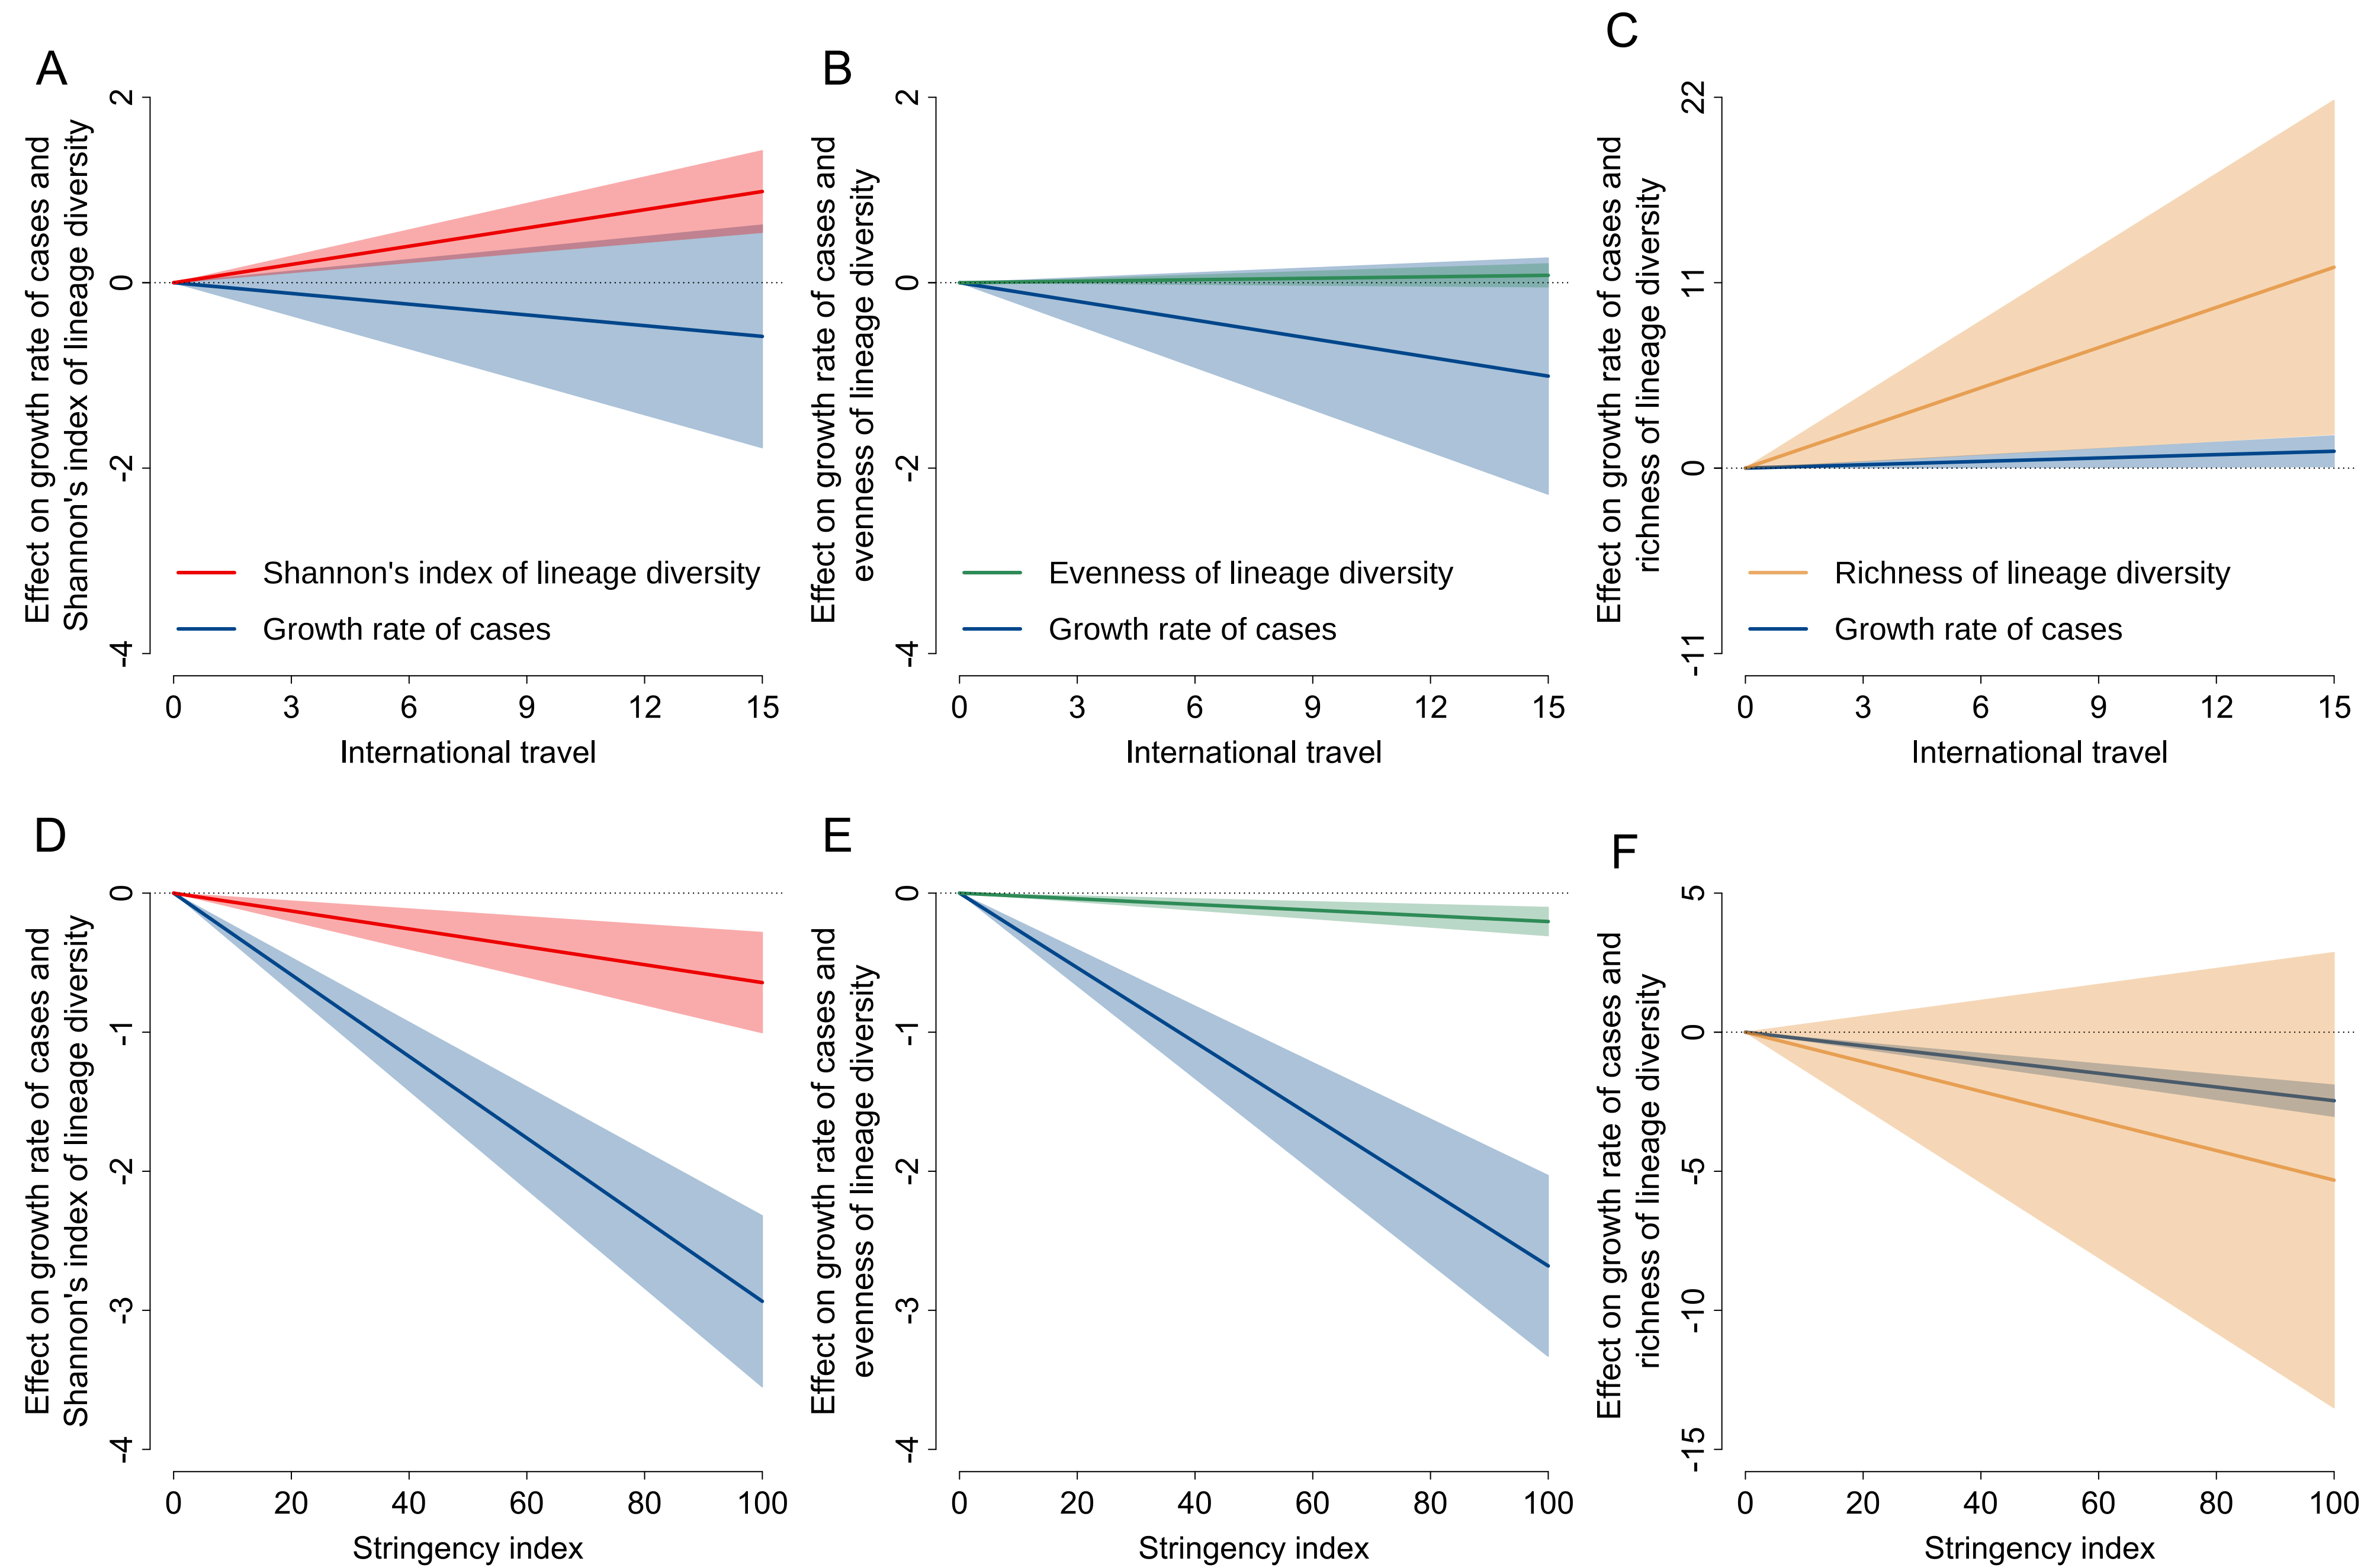 A
Effect on growth rate of cases and
Shannon's index of lineage diversity
2
0
-2
-4
Shannon's index of lineage diversity
Growth rate of cases
0 3 6 9 12 15
International travel
B
Effect on growth rate of cases and
evenness of lineage diversity
2
0
-2
-4
Evenness of lineage diversity
Growth rate of cases
0 3 6 9 12 15
International travel
C
Effect on growth rate of cases and
richness of lineage diversity
22
11
0
-11
Richness of lineage diversity
Growth rate of cases
0 3 6 9 12 15
International travel
D
Effect on growth rate of cases and
Shannon's index of lineage diversity
0
-1
-2
-3
-4
0 20 40 60 80 100
Stringency index
E
Effect on growth rate of cases and
evenness of lineage diversity
0
-1
-2
-3
-4
0 20 40 60 80 100
Stringency index
F
Effect on growth rate of cases and
richness of lineage diversity
5
0
-5
-10
-15
0 20 40 60 80 100
Stringency index